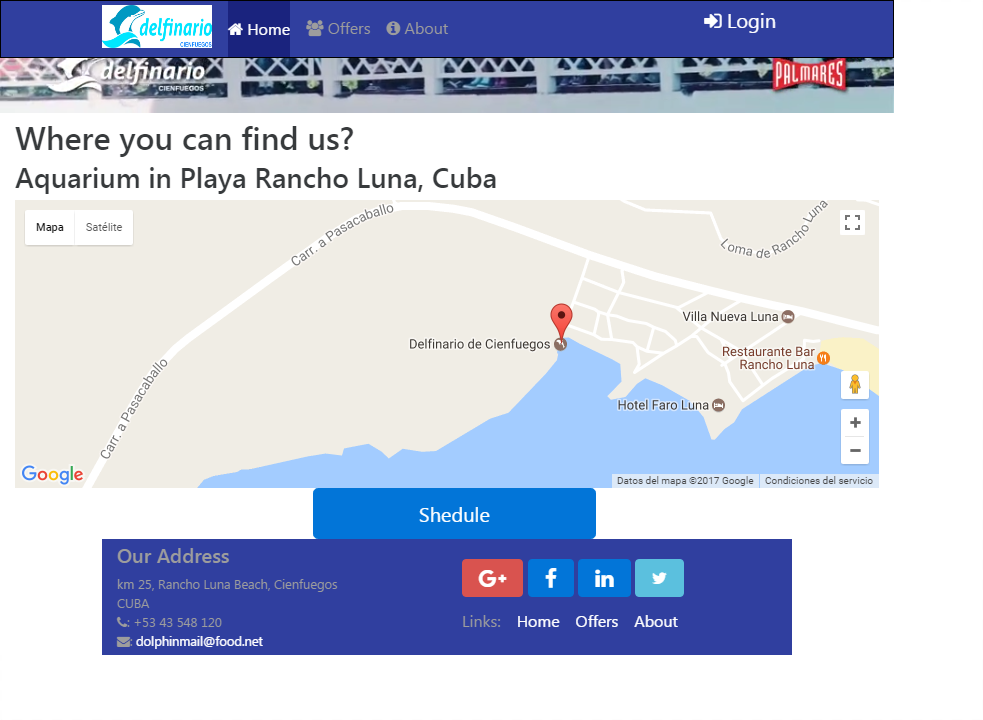 delfinario
CIENFUEGOS
Home
Offers
About
Login
delfinario
CIENFUEGOS
PALMARES
Where you can find us?
Aquarium in Playa Rancho Luna, Cuba
Mapa
Satélite
Carr. a Pasacaballo
Loma de Rancho Luna
Villa Nueva Luna
Delfinario de Cienfuegos
Restaurante Bar
Rancho Luna
Hotel Faro Luna
Carr. a Pasacaballo
Google
Datos del mapa ©2017 Google
Condiciones del servicio
Shedule
Our Address
km 25, Rancho Luna Beach, Cienfuegos
CUBA
: +53 43 548 120
: dolphinmail@food.net
G+
f
in
Links: Home Offers About